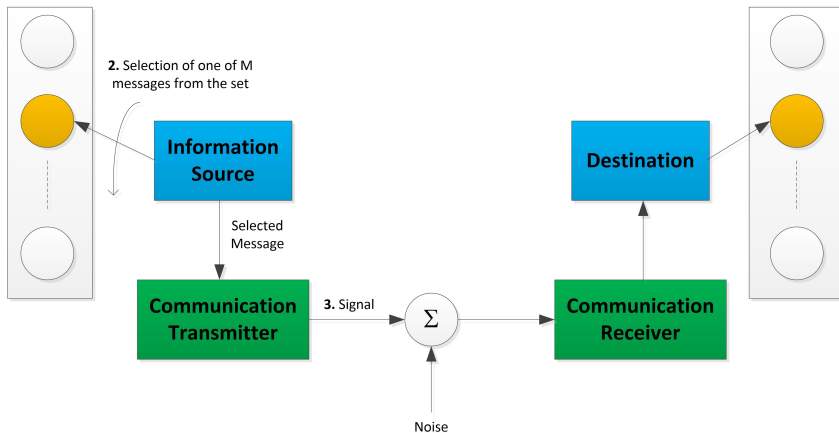 2. Selection of one of M
messages from the set
Information
Source
Destination
Selected
Message
Communication
Transmitter
3. Signal
Σ
Communication
Receiver
Noise